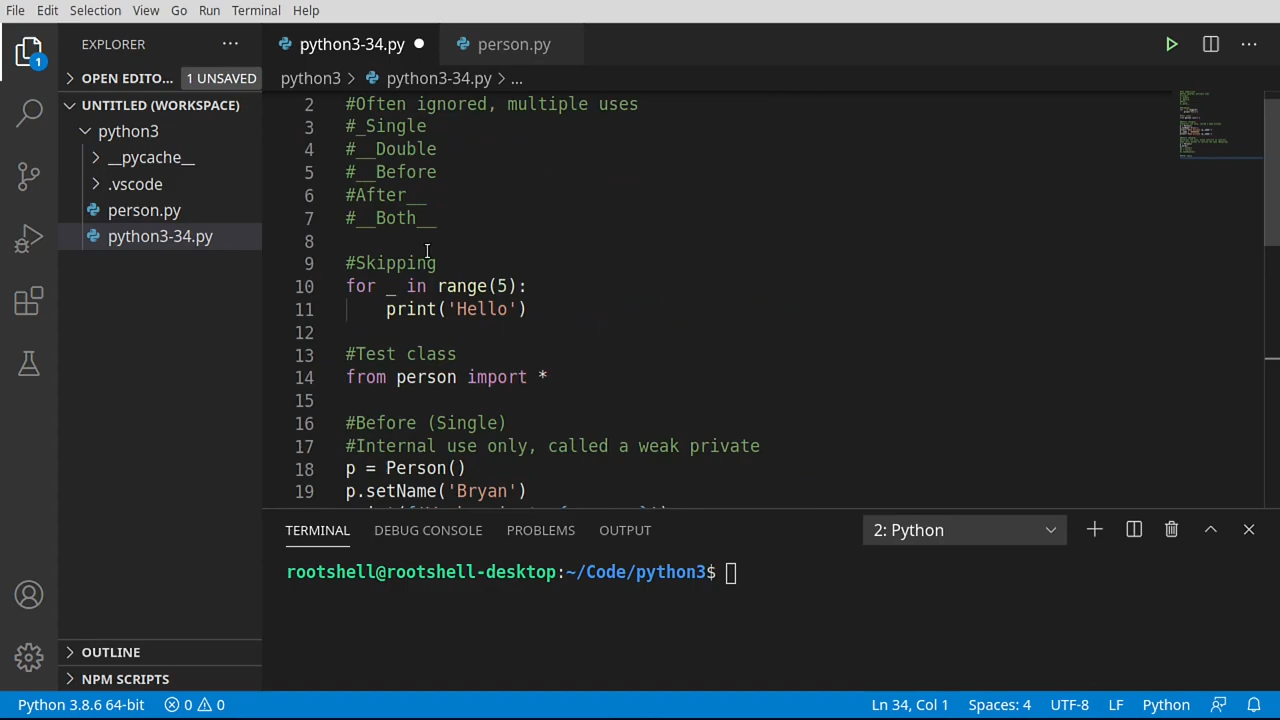 File Edit Selection View Go Run Terminal Help
EXPLORER
python3-34.py
person.py
1
OPEN EDITO... 1 UNSAVED
python3 python3-34.py ...
UNTITLED (WORKSPACE)
python3
__pycache__
.vscode
person.py
python3-34.py
2 #Often ignored, multiple uses
3 #_Single
4 #__Double
5 #__Before
6 #After__
7 #__Both__
8
9 #Skipping
10 for _ in range(5):
11 print('Hello')
12
13 #Test class
14 from person import *
15
16 #Before (Single)
17 #Internal use only, called a weak private
18 p = Person()
19 p.setName('Bryan')
TERMINAL DEBUG CONSOLE PROBLEMS OUTPUT 2: Python
rootshell@rootshell-desktop:~/Code/python3$
OUTLINE
NPM SCRIPTS
Python 3.8.6 64-bit 0 0 Ln 34, Col 1 Spaces: 4 UTF-8 LF Python